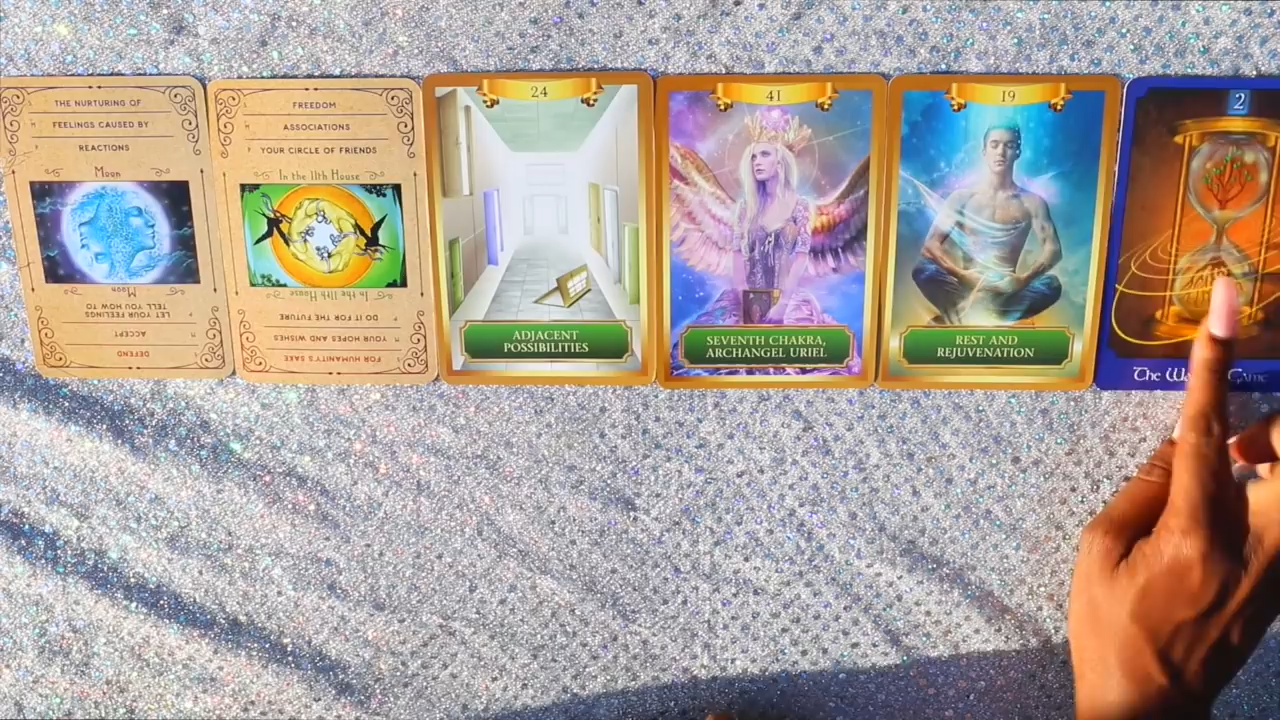 THE NURTURING OF
FEELINGS CAUSED BY
REACTIONS
Moon
Moon
LET YOUR FEELINGS
TELL YOU HOW TO
ACCEPT
DEFEND
FREEDOM
ASSOCIATIONS
YOUR CIRCLE OF FRIENDS
In the 11th House
In the 11th House
DO IT FOR THE FUTURE
YOUR HOPES AND WISHES
FOR HUMANITY'S SAKE
24
ADJACENT
POSSIBILITIES
41
SEVENTH CHAKRA,
ARCHANGEL URIEL
19
REST AND
REJUVENATION
2
The
Game